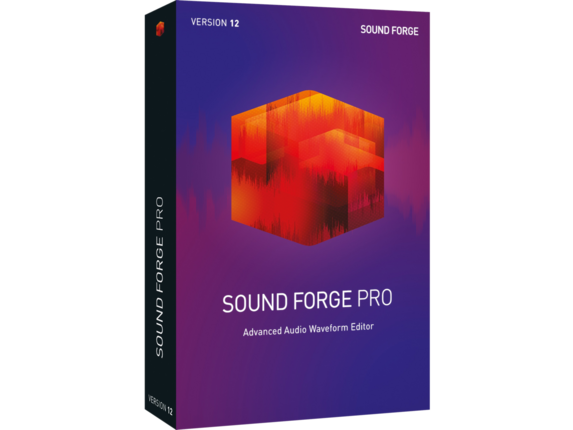 VERSION 12
SOUND FORGE
SOUND FORGE PRO
Advanced Audio Waveform Editor
SOUND FORGE PRO
VERSION 12